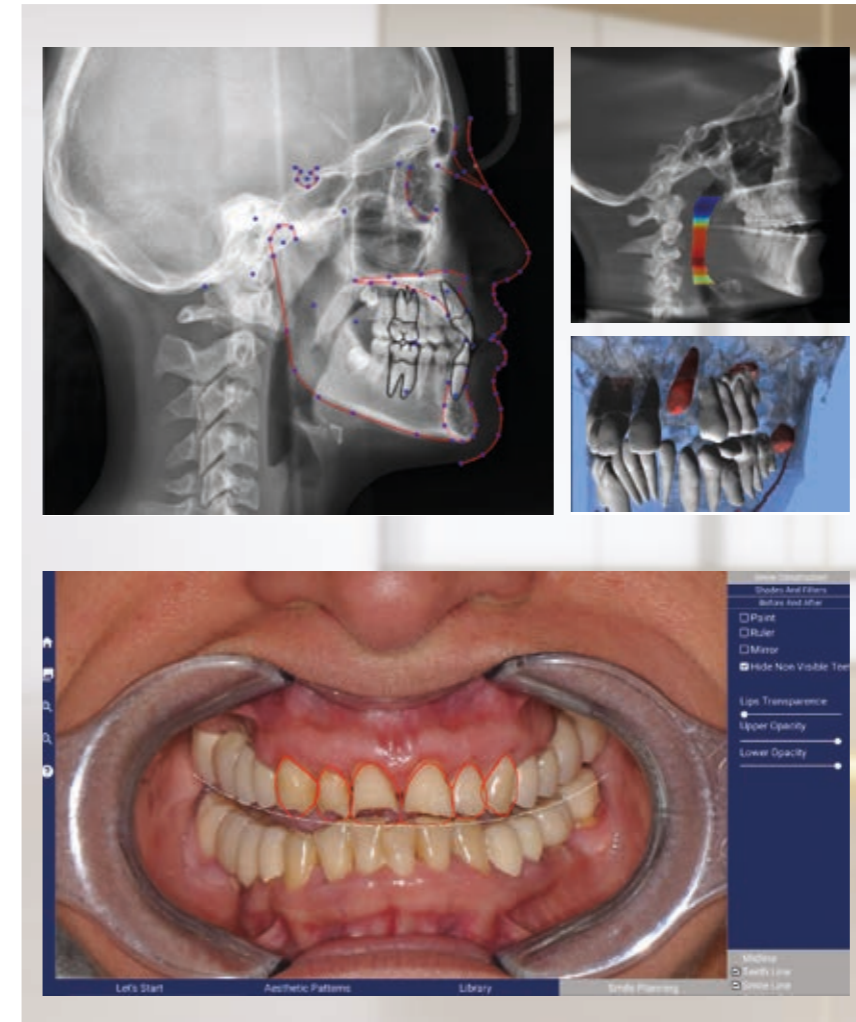 Shades And Filters
Before And After
Paint
Ruler
Mirror
Hide Non Visible Tee
Lips Transparence
Upper Opacity
Lower Opacity
Midline
Teeth Line
Smile Line
Let's Start
Aesthetic Patterns
Library
Smile Planning